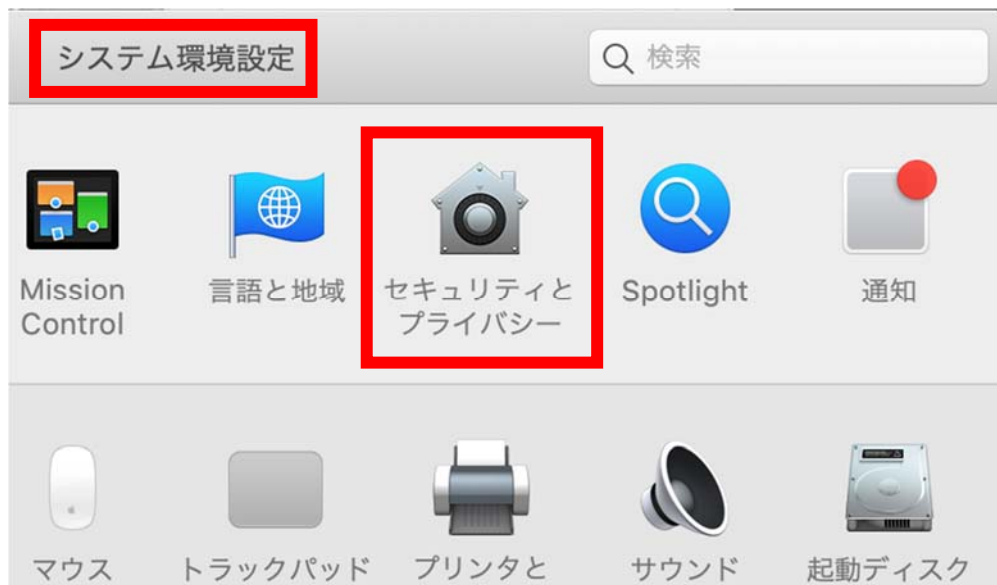 システム環境設定
検索
Mission
Control
言語と地域
セキュリティと
プライバシー
Spotlight
通知
マウス
トラックパッド
プリンタと
サウンド
起動ディスク